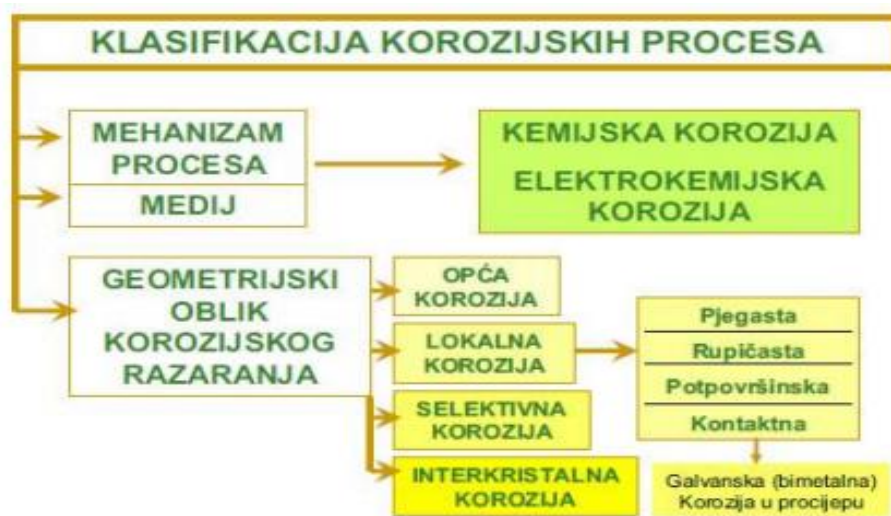 KLASIFIKACIJA KOROZIJSKIH PROCESA
MEHANIZAM
PROCESA
MEDIJ
KEMIJSKA KOROZIJA
ELEKTROKEMIJSKA
KOROZIJA
GEOMETRIJSKI
OBLIK
KOROZIJSKOG
RAZARANJA
OPĆA
KOROZIJA
LOKALNA
KOROZIJA
SELEKTIVNA
KOROZIJA
INTERKRISTALNA
KOROZIJA
Pjegasta
Rupičasta
Potpovršinska
Kontaktna
Galvanska (bimetalna)
Korozija u procijepu